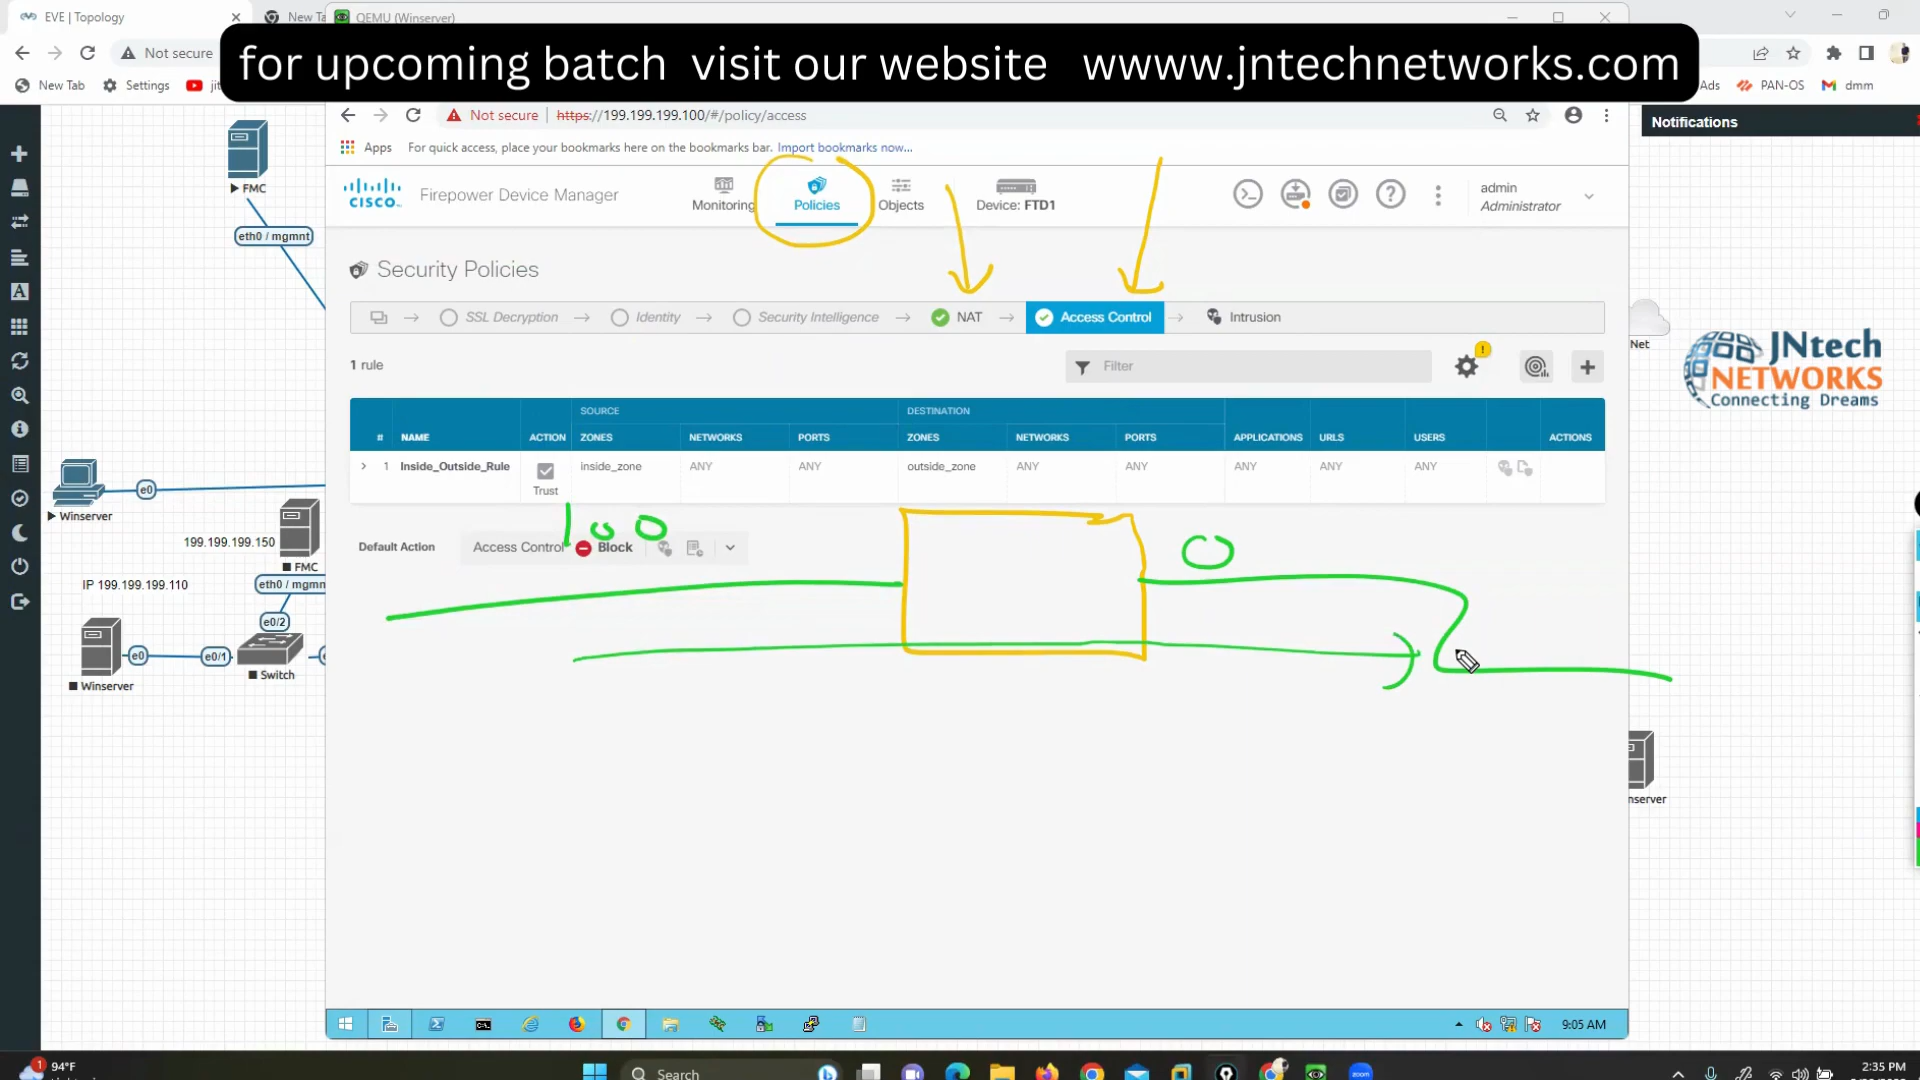 EVE | Topology
New Ta
QEMU (Winserver)
for upcoming batch visit our website wwww.jntechnetworks.com
Not secure
New Tab
Settings
jit
Ads
PAN-OS
dmm
Not secure
https://199.199.199.100/#/policy/access
Notifications
Apps
For quick access, place your bookmarks here on the bookmarks bar. Import bookmarks now...
FMC
CISCO
Firepower Device Manager
Monitoring
Policies
Objects
Device: FTD1
admin
Administrator
eth0 / mgmnt
Security Policies
SSL Decryption
Identity
Security Intelligence
NAT
Access Control
Intrusion
Net
JNtech
NETWORKS
Connecting Dreams
1 rule
Filter
SOURCE
DESTINATION
# NAME ACTION ZONES NETWORKS PORTS ZONES NETWORKS PORTS APPLICATIONS URLS USERS ACTIONS
1 Inside_Outside_Rule Trust inside_zone ANY ANY outside_zone ANY ANY ANY ANY ANY
e0
Winserver
100
0
Default Action
Access Control
Block
199.199.199.150
FMC
IP 199.199.199.110
eth0 / mgmn
e0/2
e0
e0/1
Switch
Winserver
nserver
9:05 AM
1
94°F
Search
2:35 PM